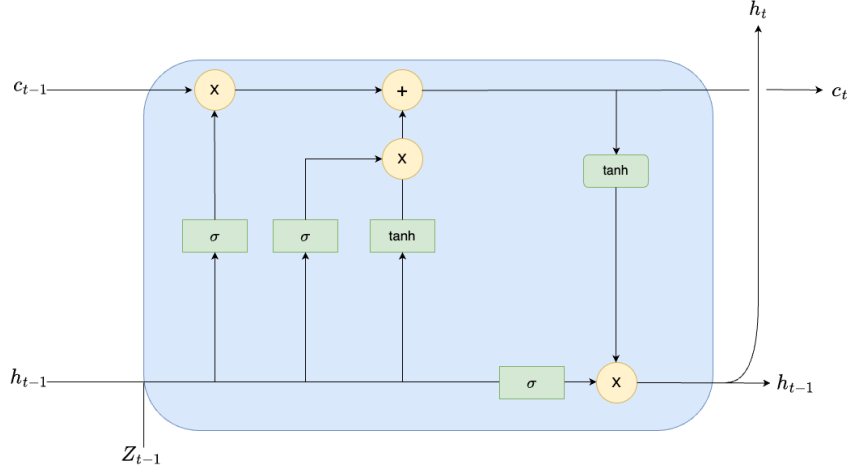 h_t
c_{t-1} x + c_t
x
tanh
σ σ tanh
h_{t-1} σ x h_{t-1}
Z_{t-1}